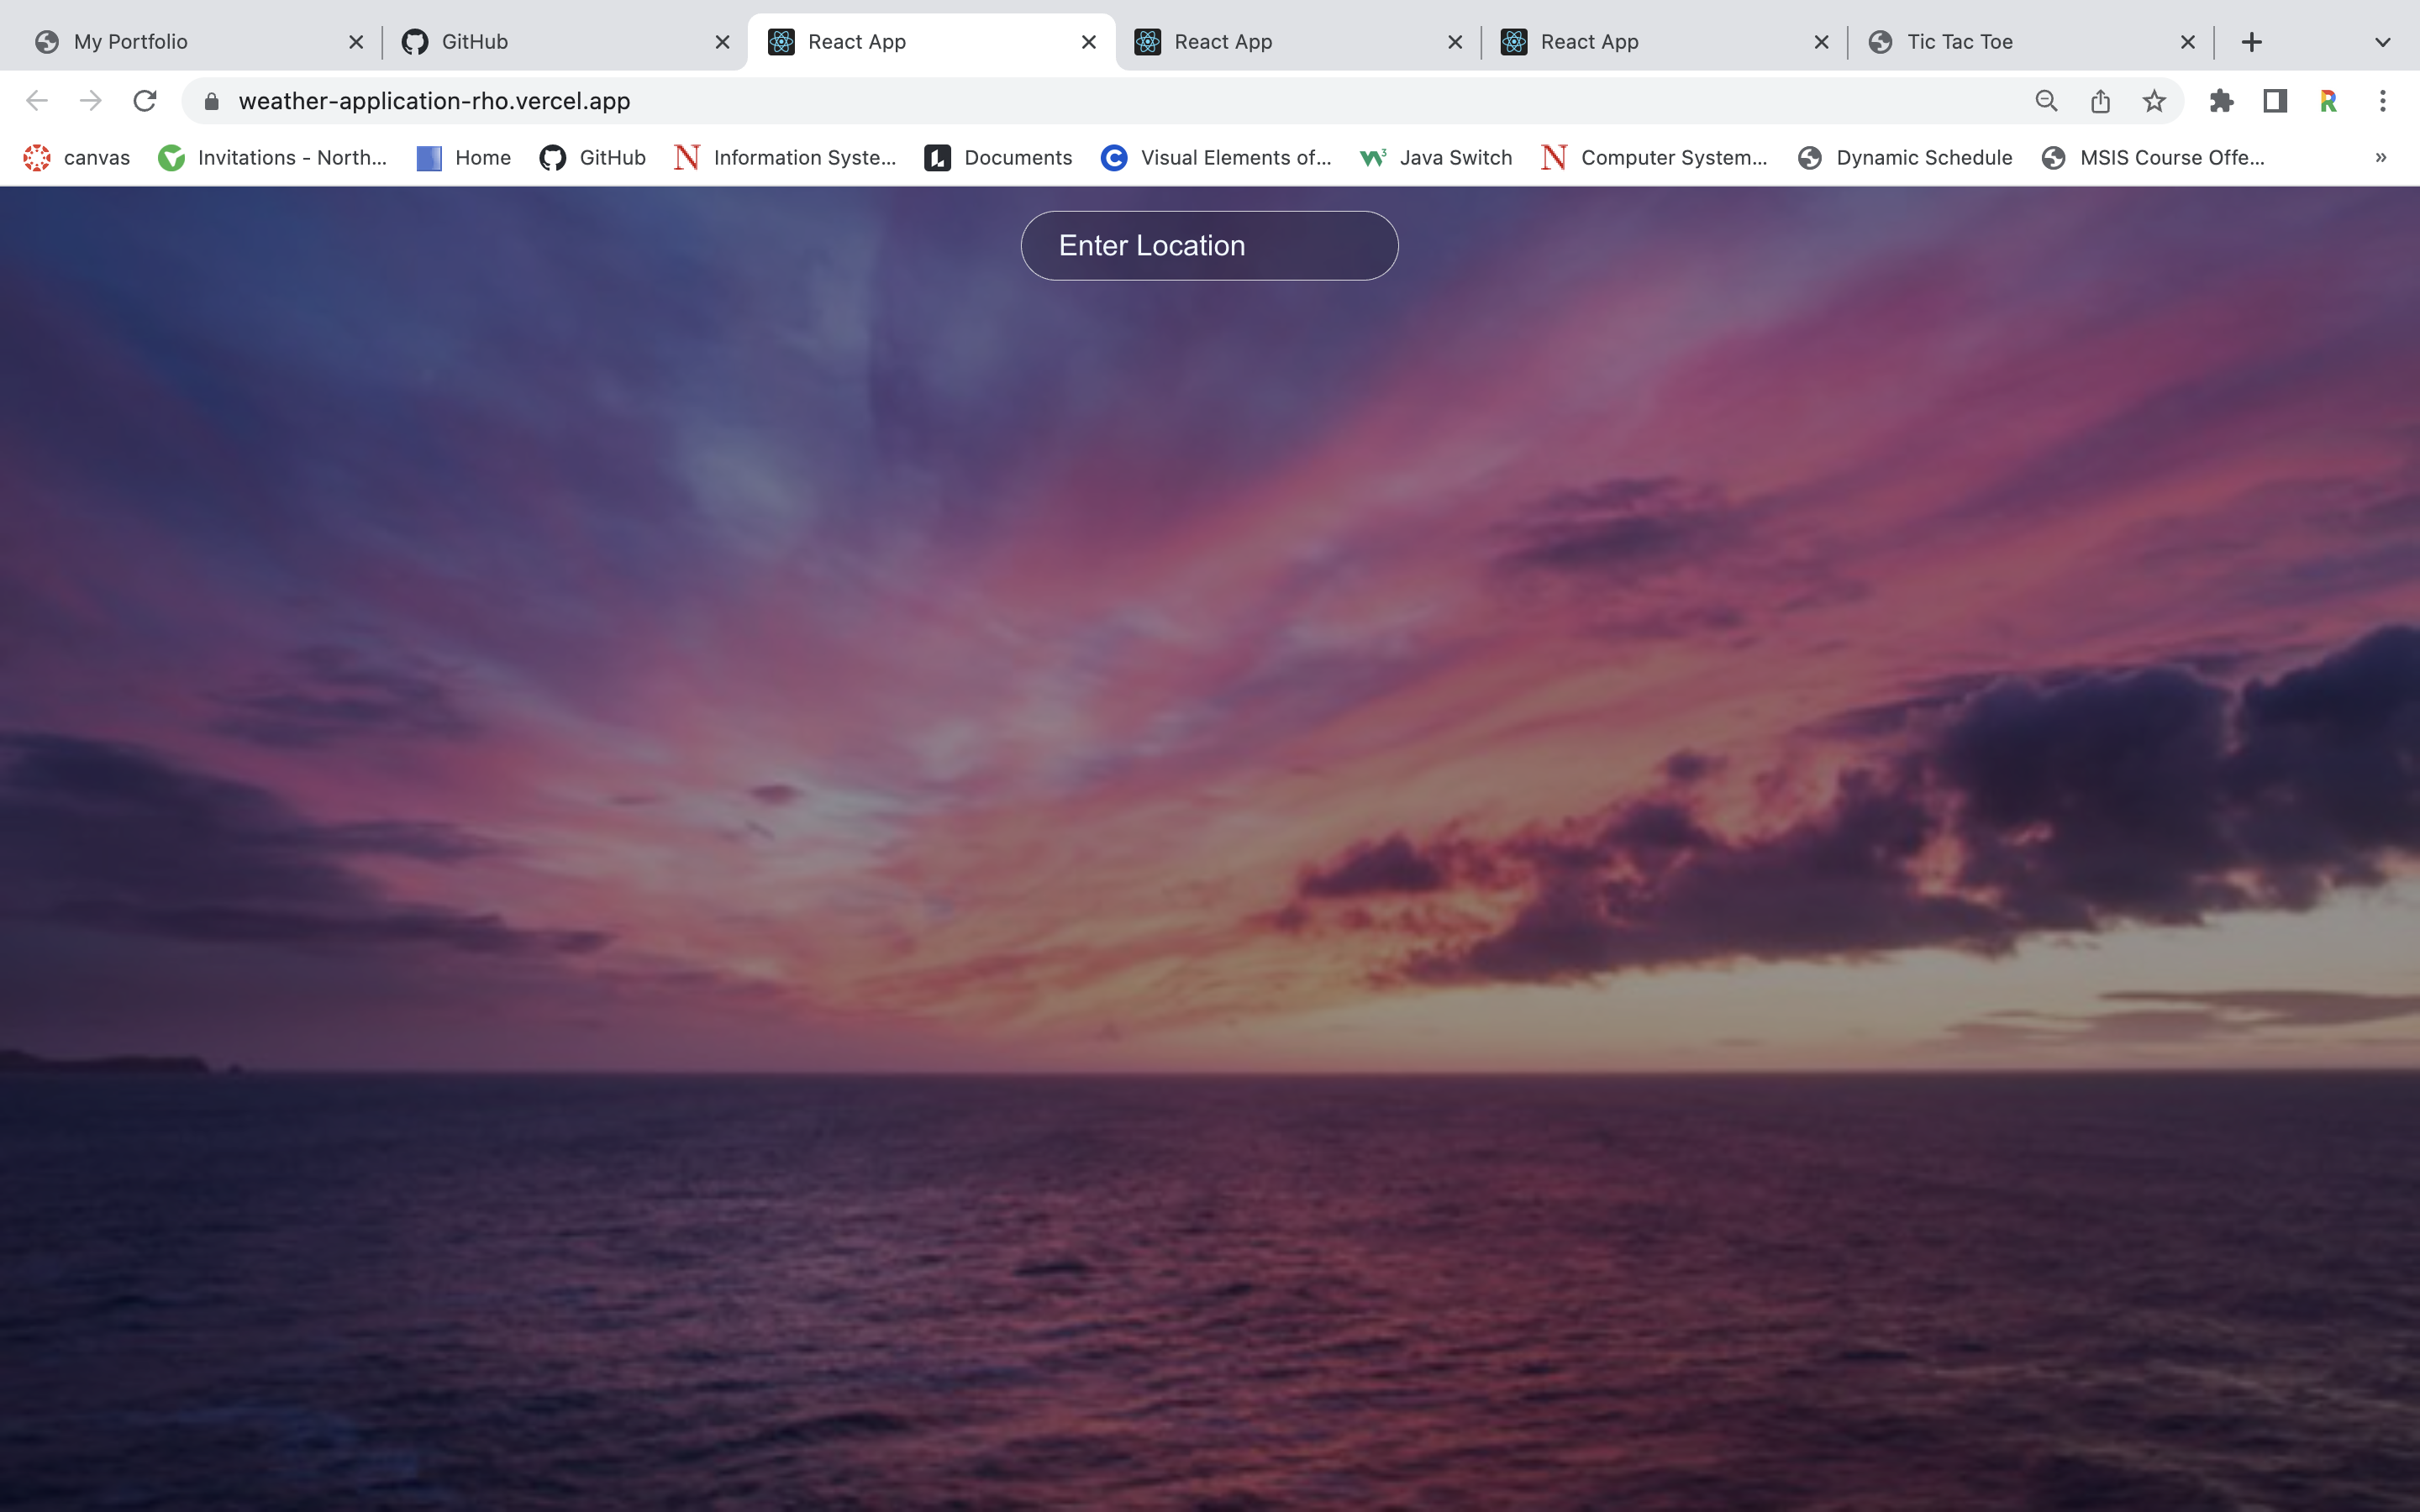 My Portfolio GitHub React App React App React App Tic Tac Toe
weather-application-rho.vercel.app
canvas Invitations - North... Home GitHub Information Syste... Documents Visual Elements of... Java Switch Computer System... Dynamic Schedule MSIS Course Offe... »
Enter Location